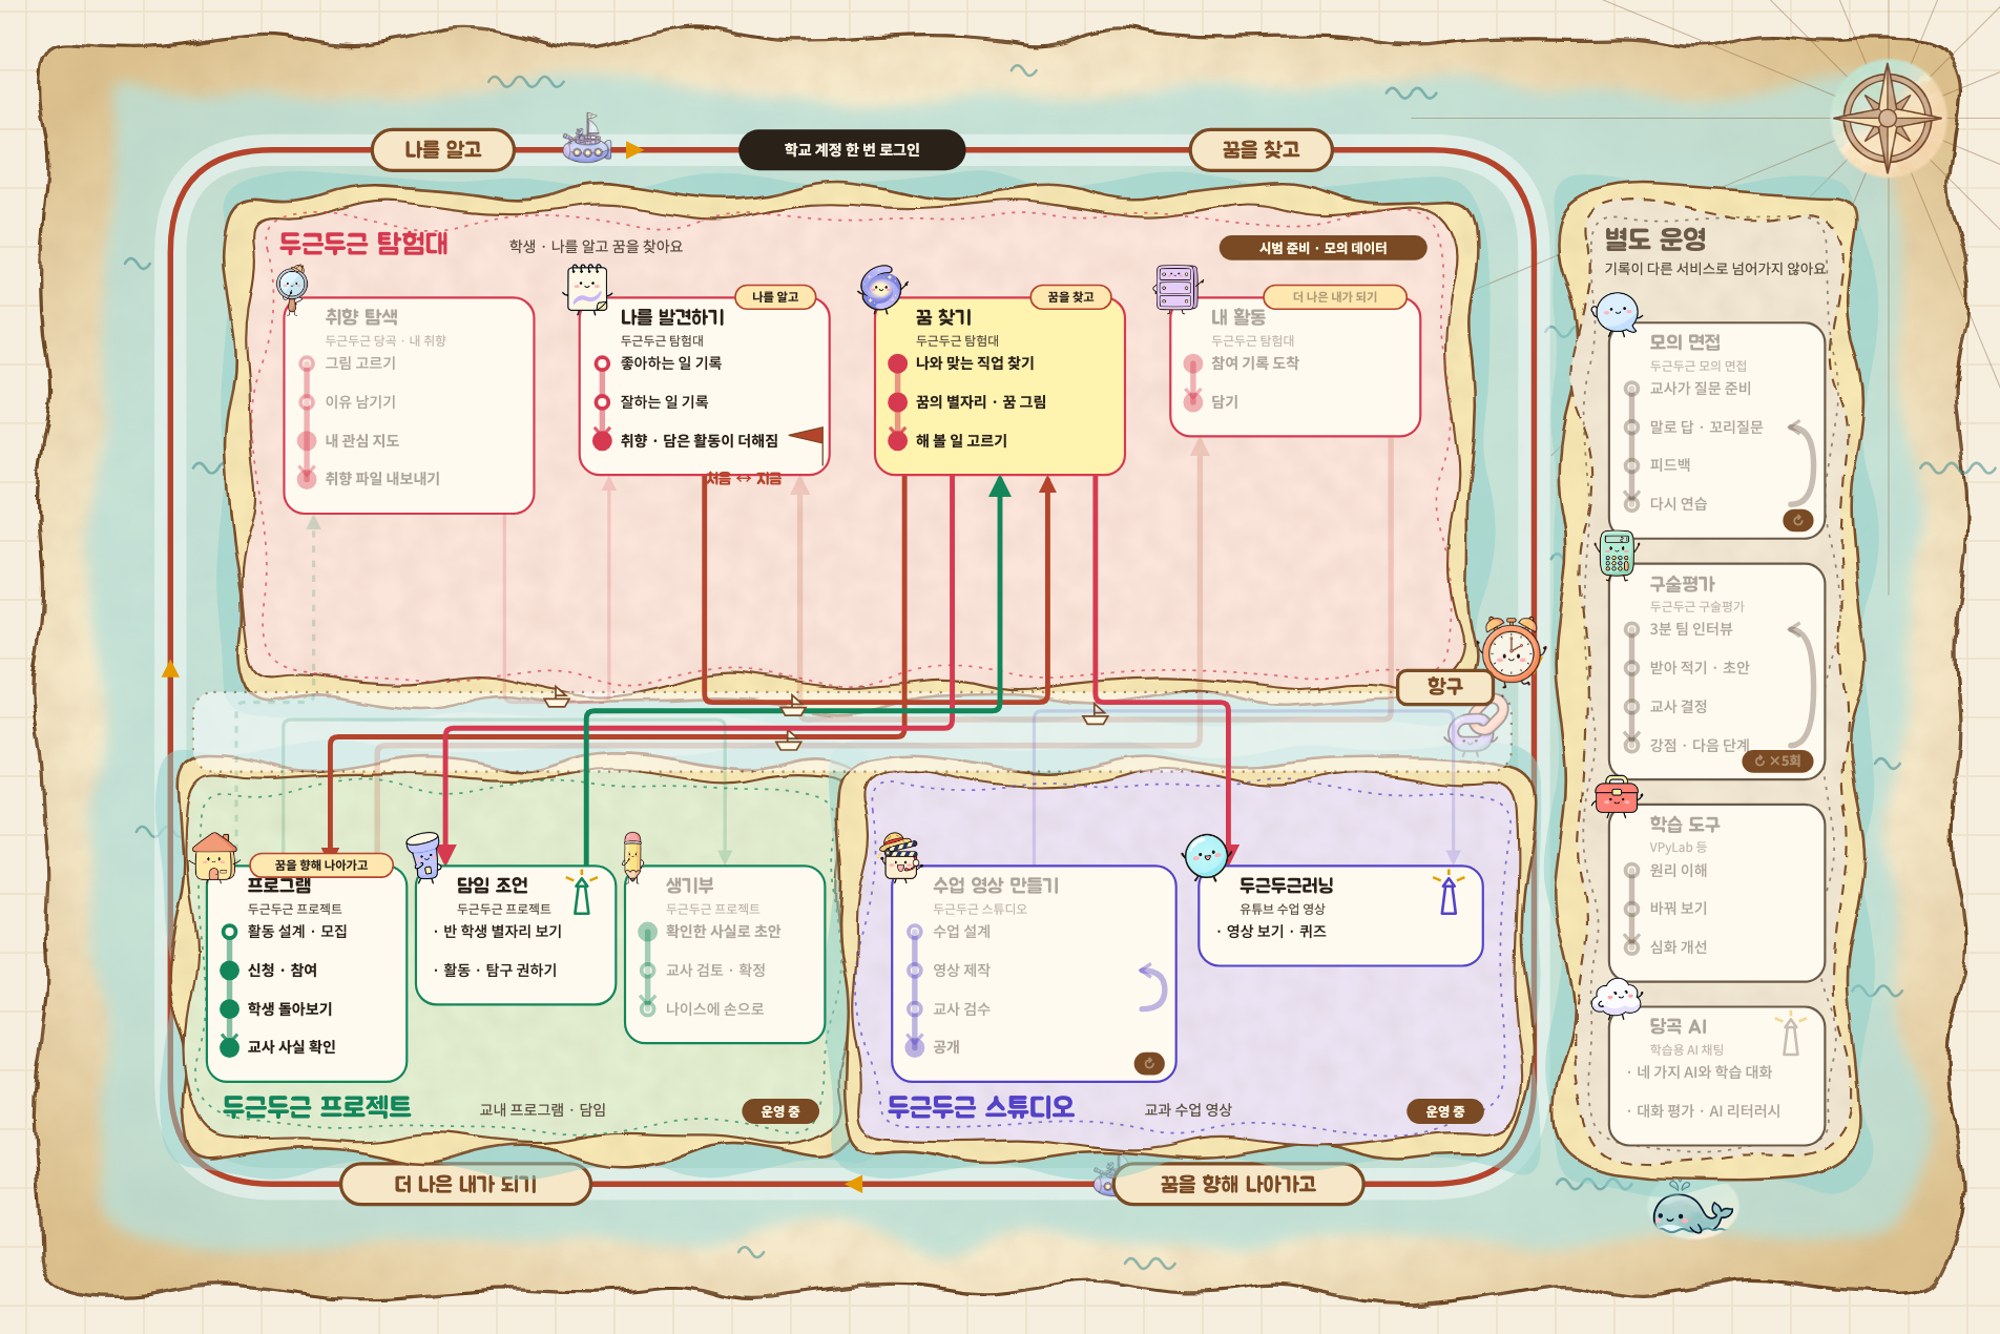 나를 알고
학교 계정 한 번 로그인
꿈을 찾고
두근두근 탐험대
학생 · 나를 알고 꿈을 찾아요
시범 준비 · 모의 데이터
취향 탐색
두근두근 당곡 · 내 취향
그림 고르기
이유 남기기
내 관심 지도
취향 파일 내보내기
나를 알고
나를 발견하기
두근두근 탐험대
좋아하는 일 기록
잘하는 일 기록
취향 · 담은 활동이 더해짐
처음 ↔ 지금
꿈을 찾고
꿈 찾기
두근두근 탐험대
나와 맞는 직업 찾기
꿈의 별자리 · 꿈 그림
해 볼 일 고르기
더 나은 내가 되기
내 활동
두근두근 탐험대
참여 기록 도착
담기
항구
꿈을 향해 나아가고
프로그램
두근두근 프로젝트
활동 설계 · 모집
신청 · 참여
학생 돌아보기
교사 사실 확인
담임 조언
두근두근 프로젝트
· 반 학생 별자리 보기
· 활동 · 탐구 권하기
생기부
두근두근 프로젝트
확인한 사실로 초안
교사 검토 · 확정
나이스에 손으로
두근두근 프로젝트
교내 프로그램 · 담임
운영 중
수업 영상 만들기
두근두근 스튜디오
수업 설계
영상 제작
교사 검수
공개
두근두근러닝
유튜브 수업 영상
· 영상 보기 · 퀴즈
두근두근 스튜디오
교과 수업 영상
운영 중
더 나은 내가 되기
꿈을 향해 나아가고
별도 운영
기록이 다른 서비스로 넘어가지 않아요
모의 면접
두근두근 모의 면접
교사가 질문 준비
말로 답 · 꼬리질문
피드백
다시 연습
↻
구술평가
두근두근 구술평가
3분 팀 인터뷰
받아 적기 · 초안
교사 결정
강점 · 다음 단계
↻ ×5회
학습 도구
VPyLab 등
원리 이해
바꿔 보기
심화 개선
당곡 AI
학습용 AI 채팅
· 네 가지 AI와 학습 대화
· 대화 평가 · AI 리터러시